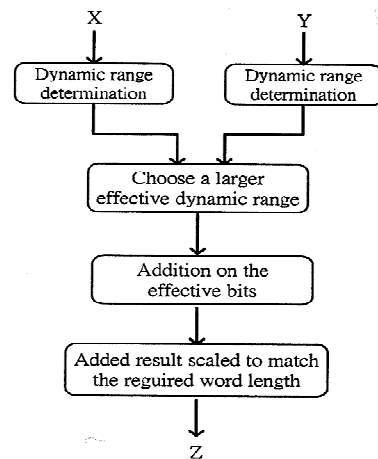 X
Y
Dynamic range
determination
Dynamic range
determination
Choose a larger
effective dynamic range
Addition on the
effective bits
Added result scaled to match
the reguired word length
Z